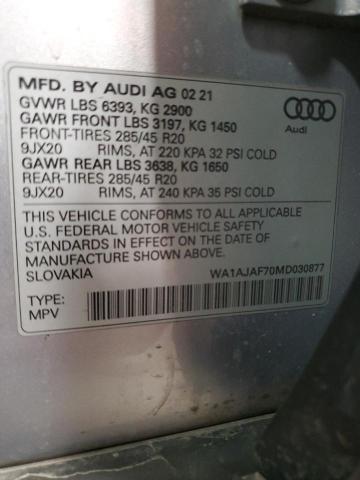 MFD. BY AUDI AG 02 21
GVWR LBS 6393, KG 2900
GAWR FRONT LBS 3197, KG 1450
FRONT-TIRES 285/45 R20
9JX20 RIMS, AT 220 KPA 32 PSI COLD
GAWR REAR LBS 3638, KG 1650
REAR-TIRES 285/45 R20
9JX20 RIMS, AT 240 KPA 35 PSI COLD
Audi
THIS VEHICLE CONFORMS TO ALL APPLICABLE
U.S. FEDERAL MOTOR VEHICLE SAFETY
STANDARDS IN EFFECT ON THE DATE OF
MANUFACTURE SHOWN ABOVE.
SLOVAKIA WA1AJAF70MD030877
TYPE:
MPV